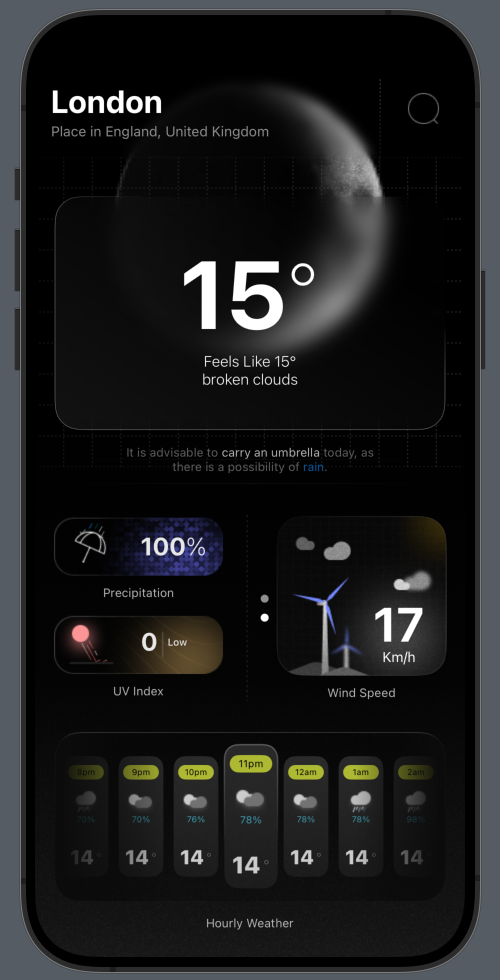 London
Place in England, United Kingdom
15°
Feels Like 15°
broken clouds
It is advisable to carry an umbrella today, as
there is a possibility of rain.
100%
Precipitation
0 Low
UV Index
17
Km/h
Wind Speed
8pm 9pm 10pm 11pm 12am 1am 2am
70% 70% 76% 78% 78% 78% 98%
14° 14° 14° 14° 14° 14° 14
Hourly Weather